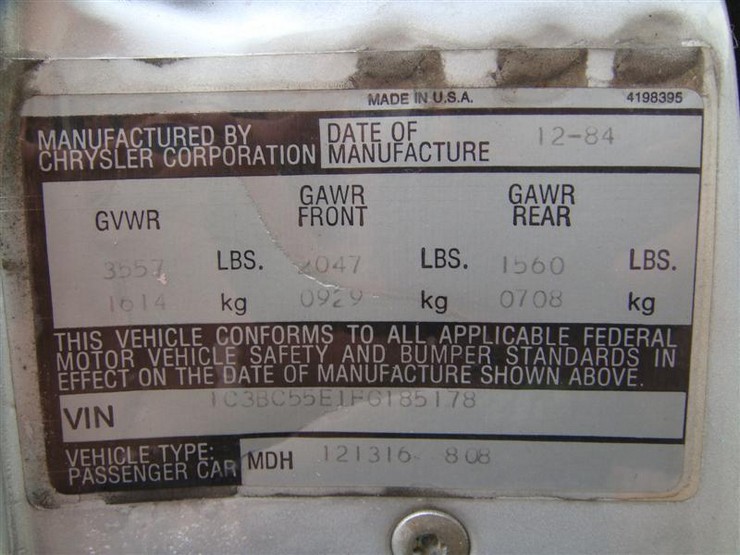 MADE IN U.S.A. 4198395
MANUFACTURED BY
CHRYSLER CORPORATION
DATE OF
MANUFACTURE
12-84
GVWR
GAWR
FRONT
GAWR
REAR
3557 LBS. 2047 LBS. 1560 LBS.
1614 kg 0929 kg 0708 kg
THIS VEHICLE CONFORMS TO ALL APPLICABLE FEDERAL
MOTOR VEHICLE SAFETY AND BUMPER STANDARDS IN
EFFECT ON THE DATE OF MANUFACTURE SHOWN ABOVE.
VIN 1C3BC55E1FG185178
VEHICLE TYPE:
PASSENGER CAR
MDH 121316 808